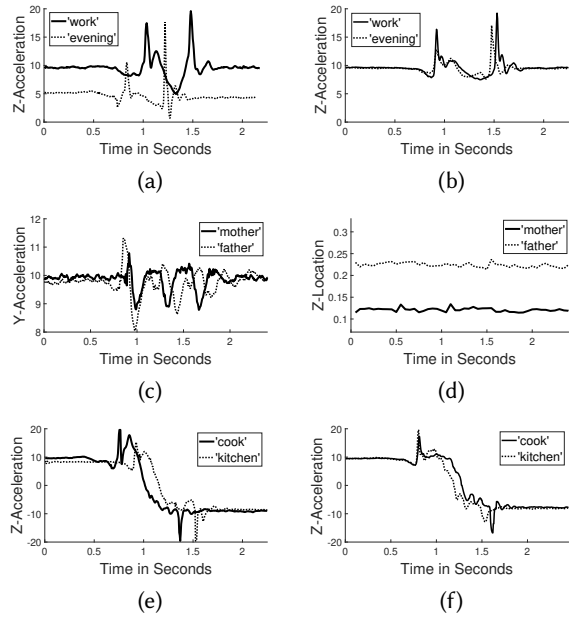 20
15
10
5
0
Z-Acceleration
'work'
'evening'
0 0.5 1 1.5 2
Time in Seconds
(a)
20
15
10
5
0
Z-Acceleration
'work'
'evening'
0 0.5 1 1.5 2
Time in Seconds
(b)
12
11
10
9
8
Y-Acceleration
'mother'
'father'
0 0.5 1 1.5 2
Time in Seconds
(c)
0.3
0.25
0.2
0.15
0.1
Z-Location
'mother'
'father'
0 0.5 1 1.5 2
Time in Seconds
(d)
20
10
0
-10
-20
Z-Acceleration
'cook'
'kitchen'
0 0.5 1 1.5 2
Time in Seconds
(e)
20
10
0
-10
-20
Z-Acceleration
'cook'
'kitchen'
0 0.5 1 1.5 2
Time in Seconds
(f)